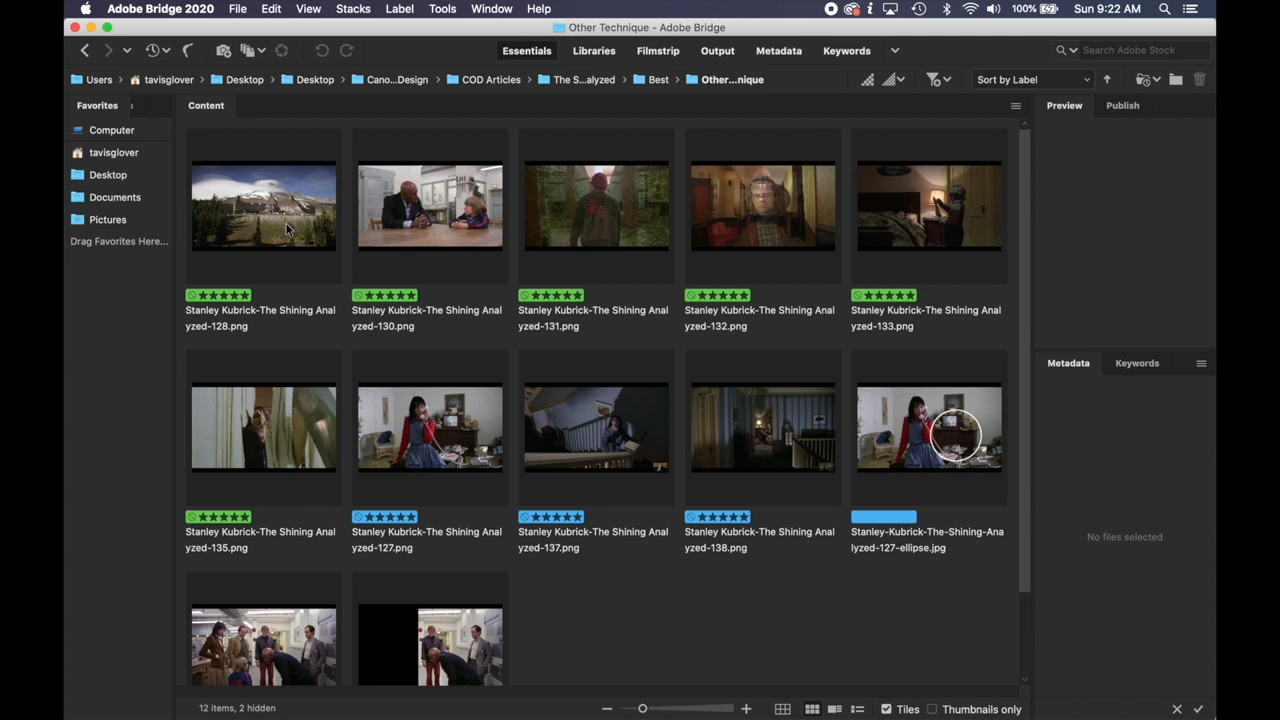 Adobe Bridge 2020 File Edit View Stacks Label Tools Window Help 100% Sun 9:22 AM
Other Technique - Adobe Bridge
Essentials Libraries Filmstrip Output Metadata Keywords Search Adobe Stock
Users tavisglover Desktop Desktop Cano...Design COD Articles The S...alyzed Best Other...nique Sort by Label
Favorites Content Preview Publish
Computer
tavisglover
Desktop
Documents
Pictures
Drag Favorites Here...
Stanley Kubrick-The Shining Anal
yzed-128.png
Stanley Kubrick-The Shining Anal
yzed-130.png
Stanley Kubrick-The Shining Anal
yzed-131.png
Stanley Kubrick-The Shining Anal
yzed-132.png
Stanley Kubrick-The Shining Anal
yzed-133.png
Stanley Kubrick-The Shining Anal
yzed-135.png
Stanley Kubrick-The Shining Anal
yzed-127.png
Stanley Kubrick-The Shining Anal
yzed-137.png
Stanley Kubrick-The Shining Anal
yzed-138.png
Stanley-Kubrick-The-Shining-Ana
lyzed-127-ellipse.jpg
Metadata Keywords
No files selected
12 items, 2 hidden Tiles Thumbnails only